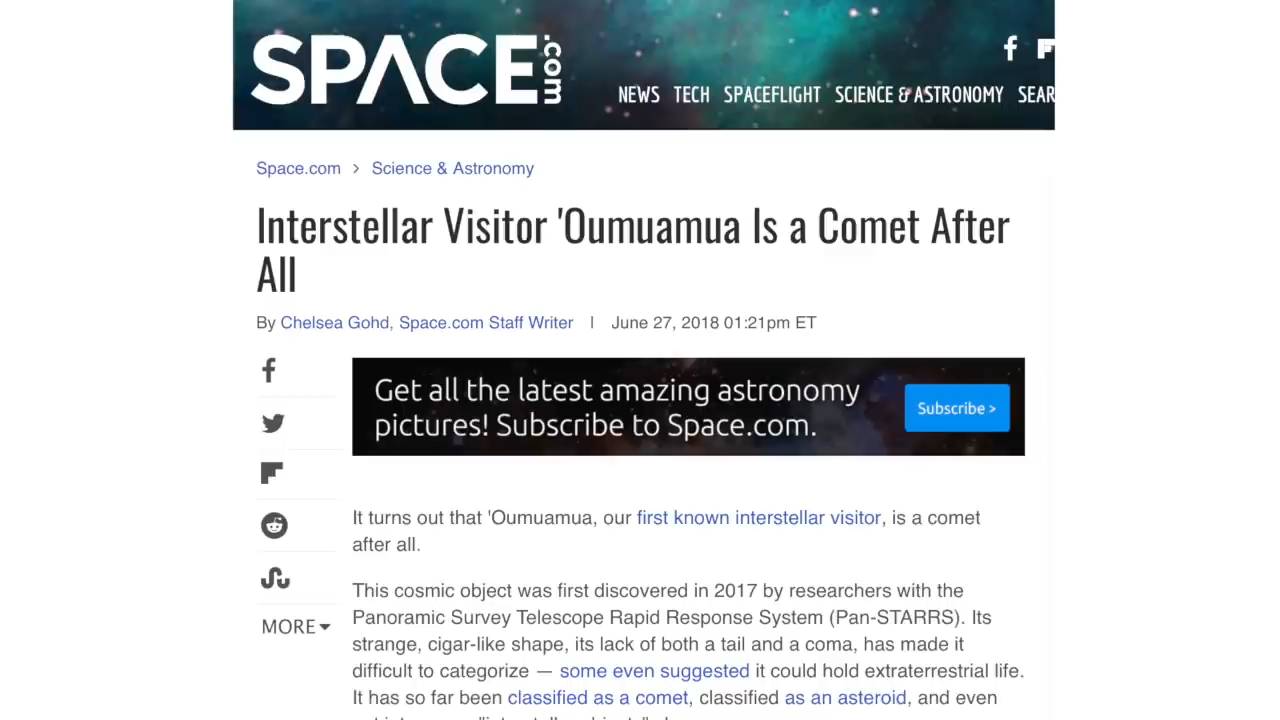 SPACE.com
NEWS TECH SPACEFLIGHT SCIENCE & ASTRONOMY SEAR
Space.com > Science & Astronomy
Interstellar Visitor 'Oumuamua Is a Comet After
All
By Chelsea Gohd, Space.com Staff Writer | June 27, 2018 01:21pm ET
Get all the latest amazing astronomy
pictures! Subscribe to Space.com.
Subscribe >
It turns out that 'Oumuamua, our first known interstellar visitor, is a comet
after all.
This cosmic object was first discovered in 2017 by researchers with the
Panoramic Survey Telescope Rapid Response System (Pan-STARRS). Its
strange, cigar-like shape, its lack of both a tail and a coma, has made it
difficult to categorize — some even suggested it could hold extraterrestrial life.
It has so far been classified as a comet, classified as an asteroid, and even
MORE